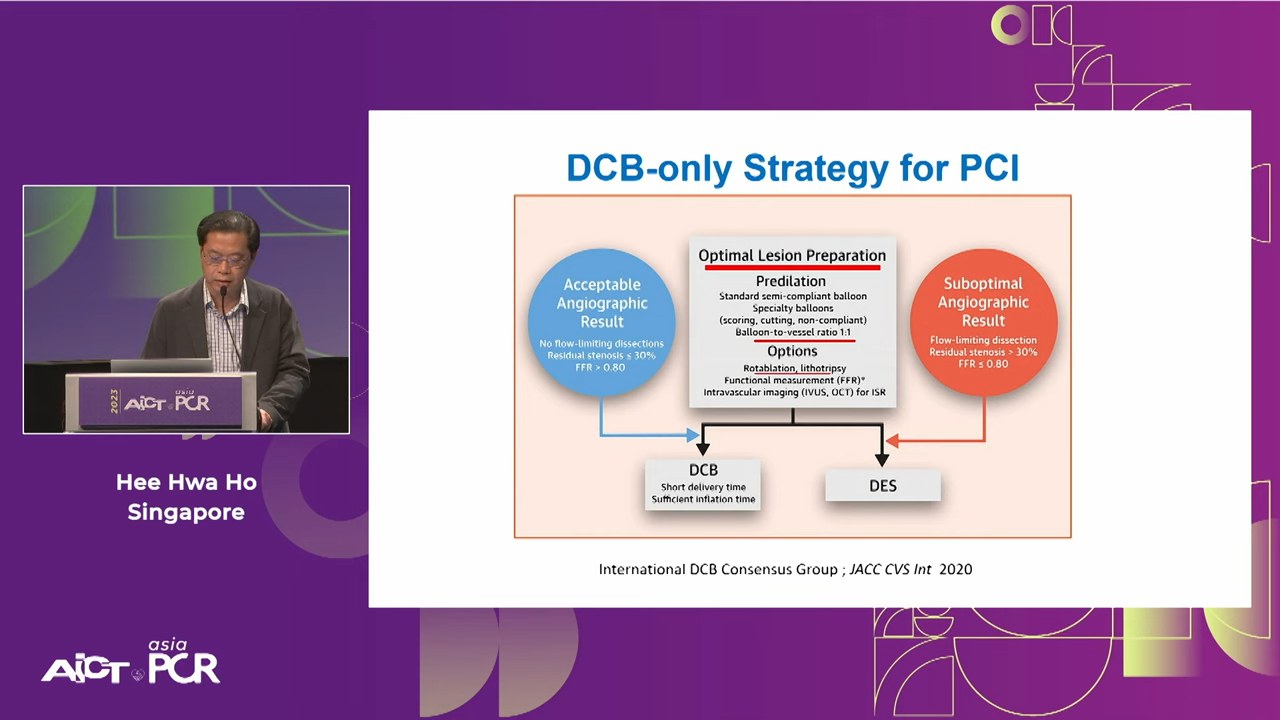 DCB-only Strategy for PCI
Acceptable
Angiographic
Result
No flow-limiting dissections
Residual stenosis ≤ 30%
FFR > 0.80
Optimal Lesion Preparation
Predilation
Standard semi-compliant balloon
Specialty balloons
(scoring, cutting, non-compliant)
Balloon-to-vessel ratio 1:1
Options
Rotablation, lithotripsy
Functional measurement (FFR)*
Intravascular imaging (IVUS, OCT) for ISR
Suboptimal
Angiographic
Result
Flow-limiting dissection
Residual stenosis > 30%
FFR ≤ 0.80
DCB
Short delivery time
Sufficient inflation time
DES
International DCB Consensus Group ; JACC CVS Int 2020
2023 AICT asia PCR
Hee Hwa Ho
Singapore
AICT asia PCR